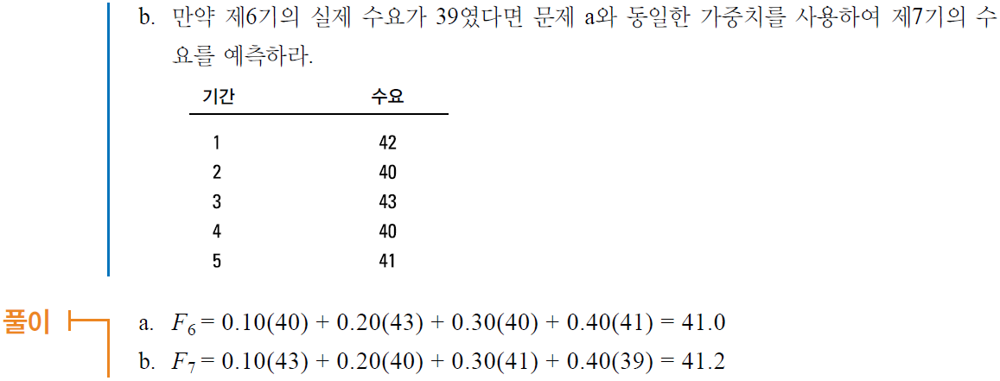 b. 만약 제6기의 실제 수요가 39였다면 문제 a와 동일한 가중치를 사용하여 제7기의 수
요를 예측하라.
기간 수요
1 42
2 40
3 43
4 40
5 41
풀이 a. F₆ = 0.10(40) + 0.20(43) + 0.30(40) + 0.40(41) = 41.0
b. F₇ = 0.10(43) + 0.20(40) + 0.30(41) + 0.40(39) = 41.2